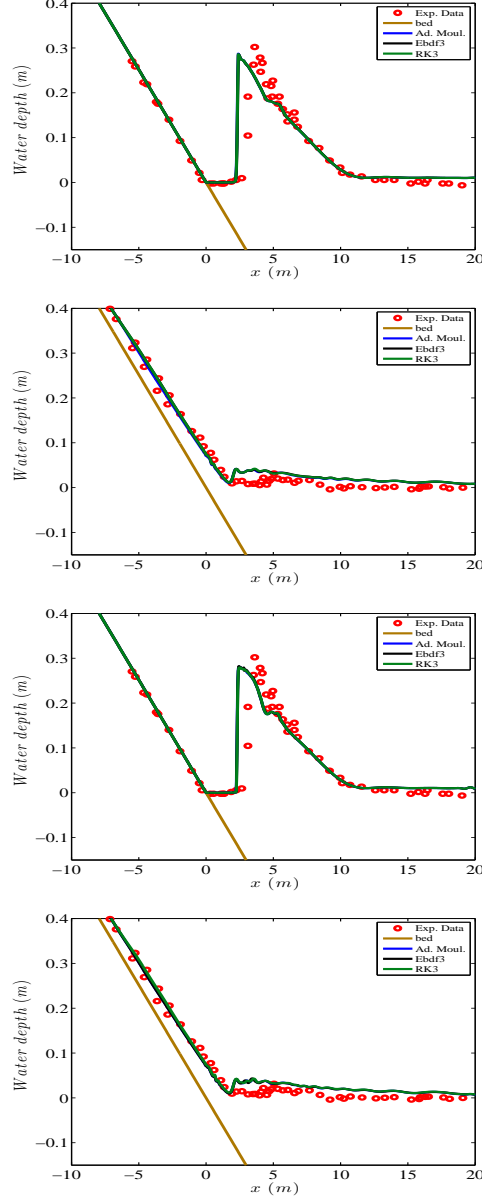 0.4
0.3
0.2
0.1
0
−0.1
Water depth (m)
−10 −5 0 5 10 15 20
x (m)
Exp. Data
bed
Ad. Moul.
Ebdf3
RK3
0.4
0.3
0.2
0.1
0
−0.1
Water depth (m)
−10 −5 0 5 10 15 20
x (m)
Exp. Data
bed
Ad. Moul.
Ebdf3
RK3
0.4
0.3
0.2
0.1
0
−0.1
Water depth (m)
−10 −5 0 5 10 15 20
x (m)
Exp. Data
bed
Ad. Moul.
Ebdf3
RK3
0.4
0.3
0.2
0.1
0
−0.1
Water depth (m)
−10 −5 0 5 10 15 20
x (m)
Exp. Data
bed
Ad. Moul.
Ebdf3
RK3